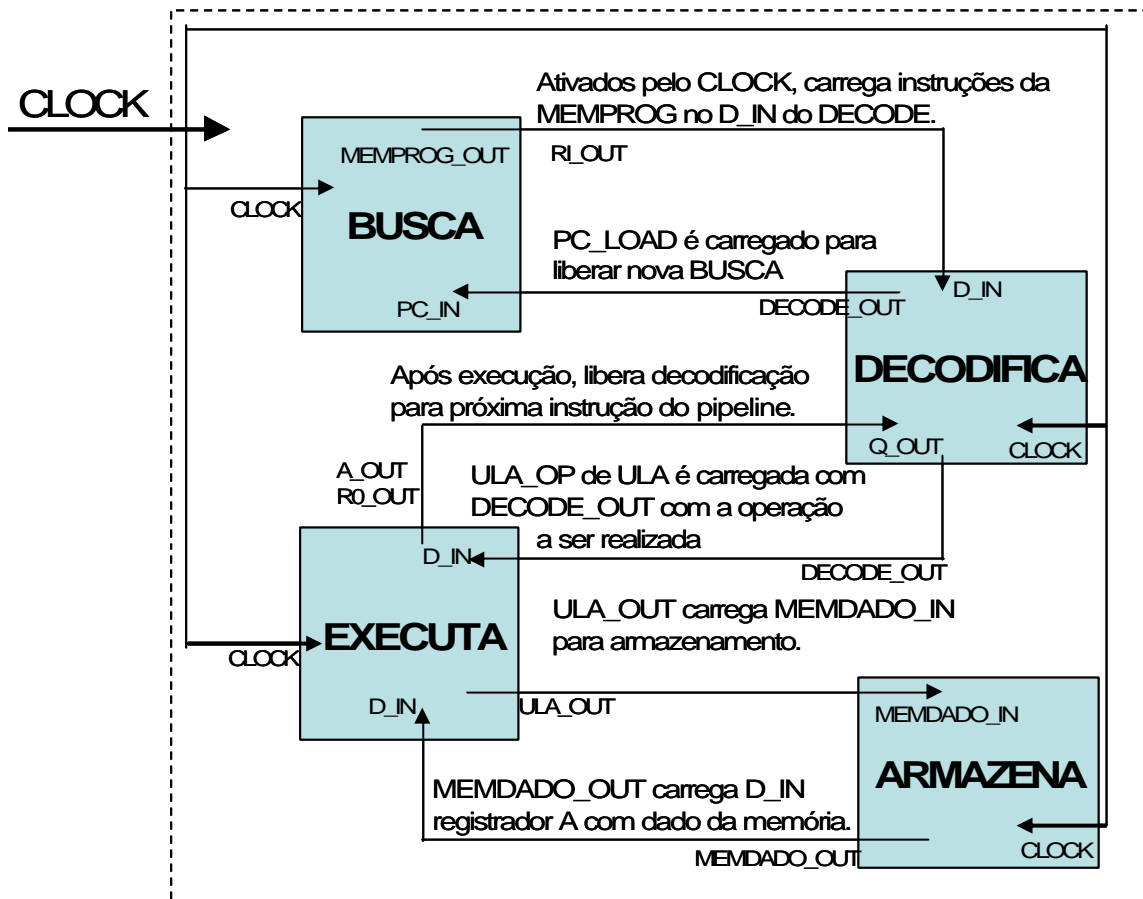 CLOCK
Ativados pelo CLOCK, carrega instruções da
MEMPROG no D_IN do DECODE.
MEMPROG_OUT
RI_OUT
CLOCK
BUSCA
PC_LOAD é carregado para
liberar nova BUSCA
PC_IN
DECODE_OUT
D_IN
DECODIFICA
Após execução, libera decodificação
para próxima instrução do pipeline.
Q_OUT
CLOCK
A_OUT
R0_OUT
ULA_OP de ULA é carregada com
DECODE_OUT com a operação
a ser realizada
D_IN
DECODE_OUT
EXECUTA
CLOCK
ULA_OUT carrega MEMDADO_IN
para armazenamento.
D_IN
ULA_OUT
MEMDADO_IN
ARMAZENA
MEMDADO_OUT carrega D_IN
registrador A com dado da memória.
MEMDADO_OUT
CLOCK